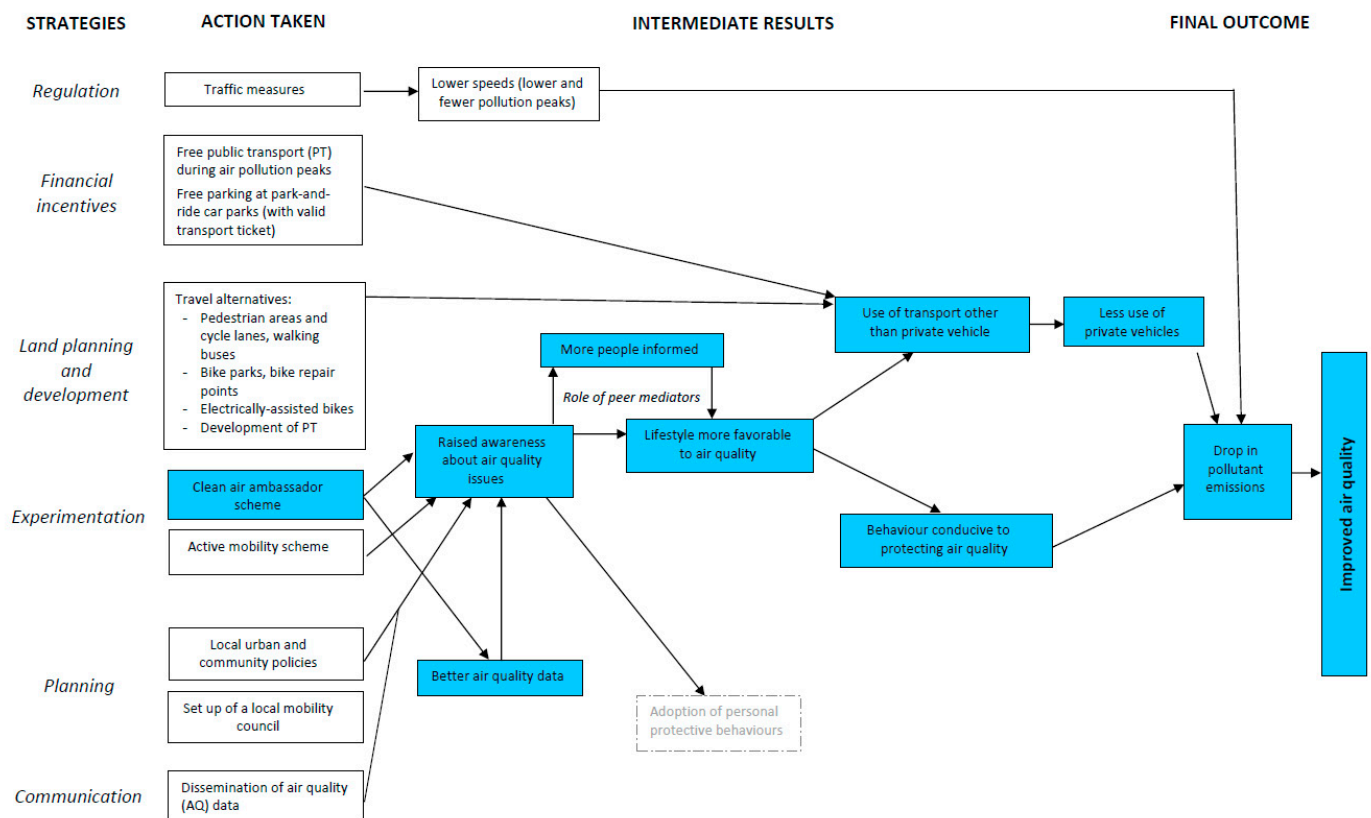 STRATEGIES
ACTION TAKEN
INTERMEDIATE RESULTS
FINAL OUTCOME
Regulation
Traffic measures
Lower speeds (lower and
fewer pollution peaks)
Financial
incentives
Free public transport (PT)
during air pollution peaks
Free parking at park-and-
ride car parks (with valid
transport ticket)
Land planning
and
development
Travel alternatives:
- Pedestrian areas and
cycle lanes, walking
buses
- Bike parks, bike repair
points
- Electrically-assisted bikes
- Development of PT
Use of transport other
than private vehicle
Less use of
private vehicles
More people informed
Role of peer mediators
Raised awareness
about air quality
issues
Lifestyle more favorable
to air quality
Drop in
pollutant
emissions
Improved air quality
Experimentation
Clean air ambassador
scheme
Active mobility scheme
Behaviour conducive to
protecting air quality
Planning
Local urban and
community policies
Set up of a local mobility
council
Better air quality data
Adoption of personal
protective behaviours
Communication
Dissemination of air quality
(AQ) data